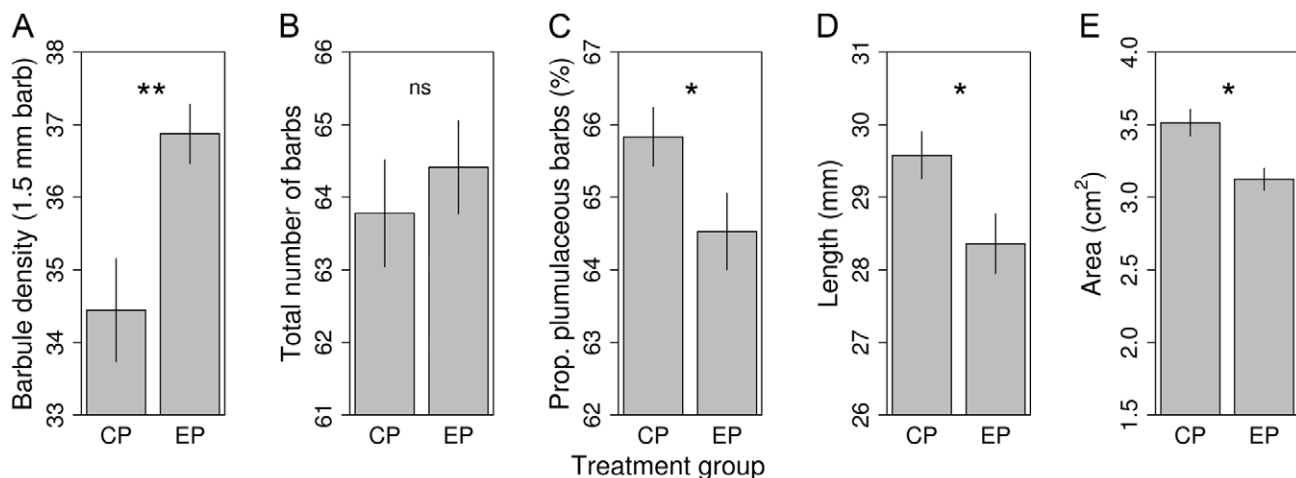 A
Barbule density (1.5 mm barb)
38
37
36
35
34
33
**
CP EP
B
Total number of barbs
66
65
64
63
62
61
ns
CP EP
C
Prop. plumulaceous barbs (%)
67
66
65
64
63
62
*
CP EP
D
Length (mm)
31
30
29
28
27
26
*
CP EP
E
Area (cm²)
4.0
3.5
3.0
2.5
2.0
1.5
*
CP EP
Treatment group